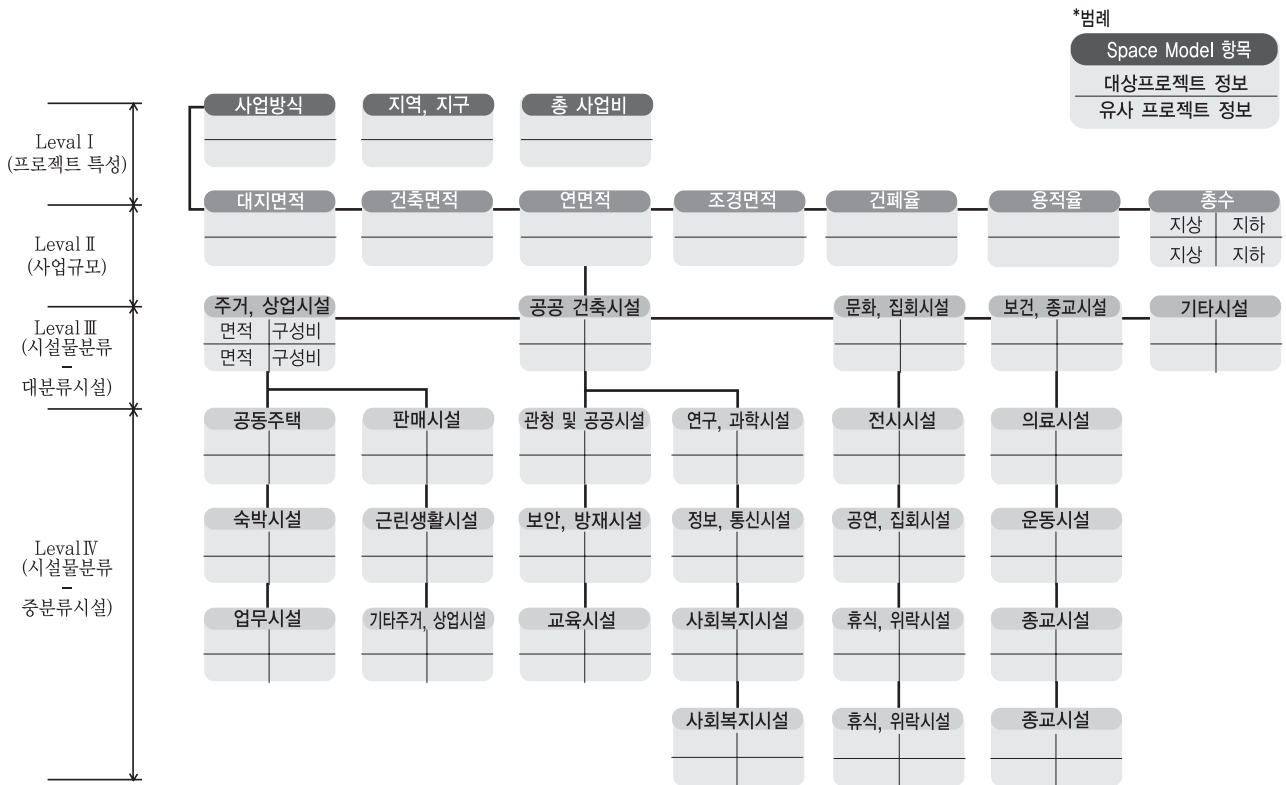 *범례
Space Model 항목
대상프로젝트 정보
유사 프로젝트 정보
Leval Ⅰ
(프로젝트 특성)
사업방식
지역, 지구
총 사업비
Leval Ⅱ
(사업규모)
대지면적
건축면적
연면적
조경면적
건폐율
용적율
총수
지상
지하
지상
지하
Leval Ⅲ
(시설물분류
–
대분류시설)
주거, 상업시설
면적
구성비
면적
구성비
공공 건축시설
문화, 집회시설
보건, 종교시설
기타시설
Leval Ⅳ
(시설물분류
–
중분류시설)
공동주택
판매시설
관청 및 공공시설
연구, 과학시설
전시시설
의료시설
숙박시설
근린생활시설
보안, 방재시설
정보, 통신시설
공연, 집회시설
운동시설
업무시설
기타주거, 상업시설
교육시설
사회복지시설
휴식, 위락시설
종교시설
사회복지시설
휴식, 위락시설
종교시설